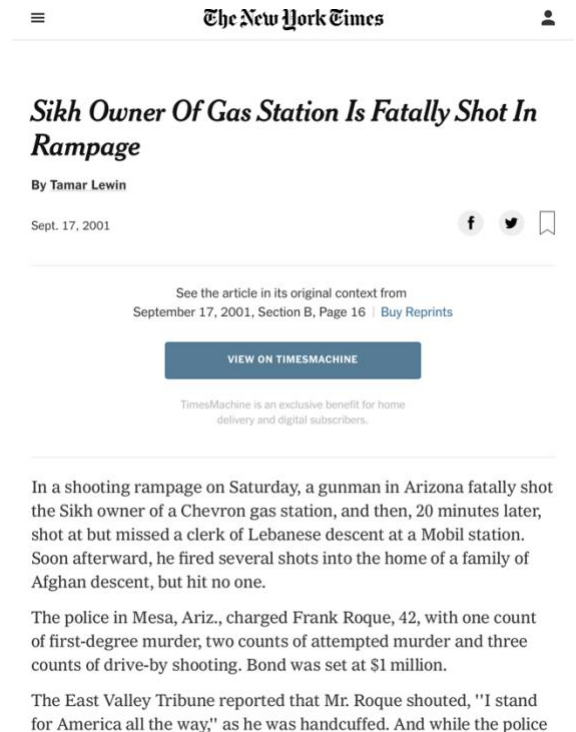 The New York Times
Sikh Owner Of Gas Station Is Fatally Shot In
Rampage
By Tamar Lewin
Sept. 17, 2001
See the article in its original context from
September 17, 2001, Section B, Page 16 | Buy Reprints
VIEW ON TIMESMACHINE
TimesMachine is an exclusive benefit for home
delivery and digital subscribers.
In a shooting rampage on Saturday, a gunman in Arizona fatally shot
the Sikh owner of a Chevron gas station, and then, 20 minutes later,
shot at but missed a clerk of Lebanese descent at a Mobil station.
Soon afterward, he fired several shots into the home of a family of
Afghan descent, but hit no one.
The police in Mesa, Ariz., charged Frank Roque, 42, with one count
of first-degree murder, two counts of attempted murder and three
counts of drive-by shooting. Bond was set at $1 million.
The East Valley Tribune reported that Mr. Roque shouted, ''I stand
for America all the way,'' as he was handcuffed. And while the police